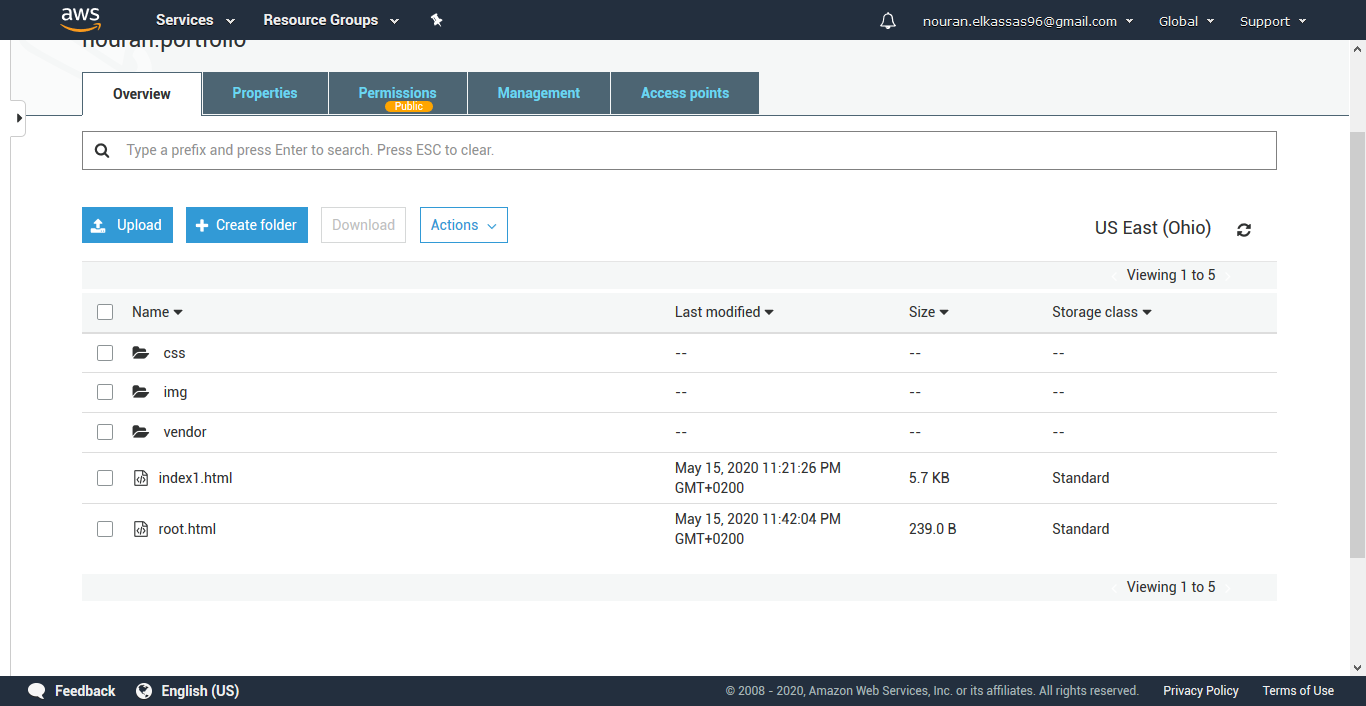 aws Services Resource Groups nouran.elkassas96@gmail.com Global Support
nouran.portfolio
Overview Properties Permissions Management Access points
Public
Type a prefix and press Enter to search. Press ESC to clear.
Upload Create folder Download Actions US East (Ohio)
Viewing 1 to 5
Name Last modified Size Storage class
css -- -- --
img -- -- --
vendor -- -- --
index1.html May 15, 2020 11:21:26 PM GMT+0200 5.7 KB Standard
root.html May 15, 2020 11:42:04 PM GMT+0200 239.0 B Standard
Viewing 1 to 5
Feedback English (US) © 2008 - 2020, Amazon Web Services, Inc. or its affiliates. All rights reserved. Privacy Policy Terms of Use